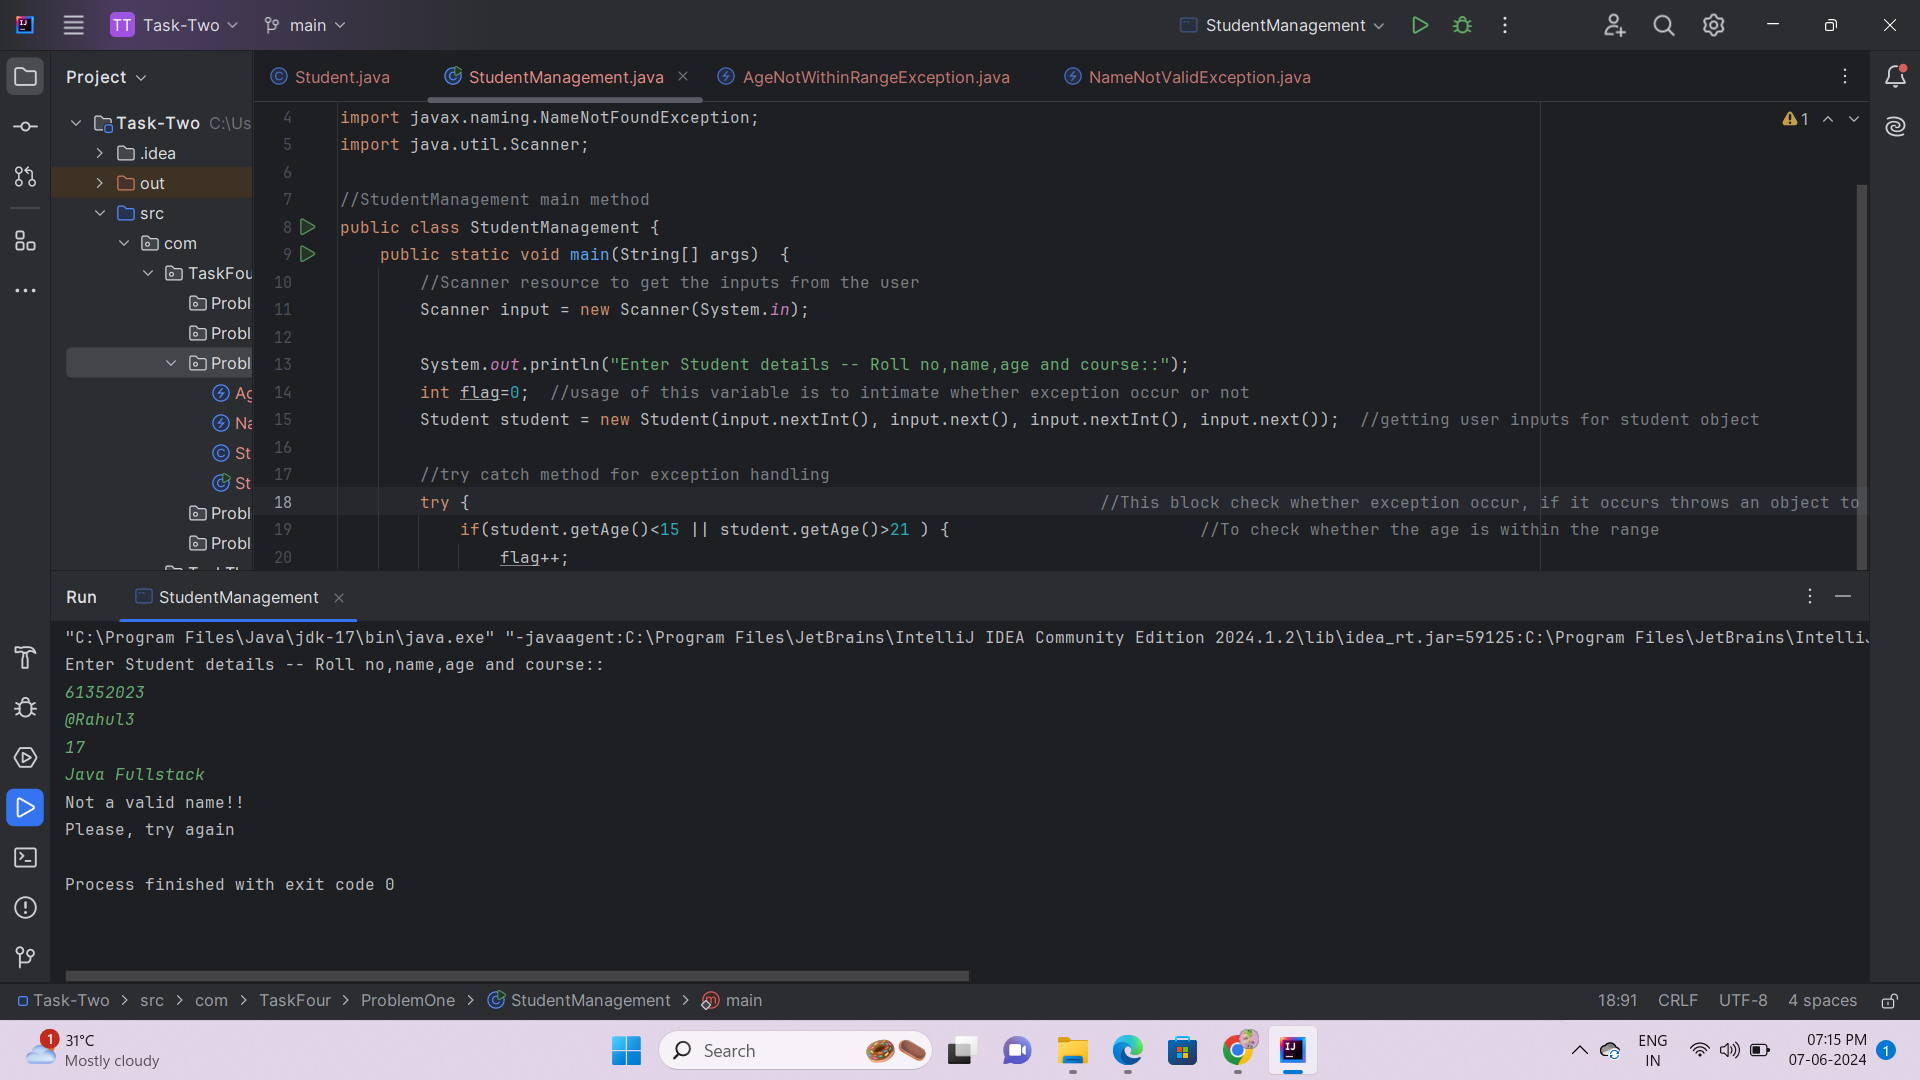 TT Task-Two main StudentManagement
Project
Student.java StudentManagement.java AgeNotWithinRangeException.java NameNotValidException.java
Task-Two C:\Us
.idea
out
src
com
TaskFou
Probl
Probl
Probl
Ag
Na
St
St
Probl
Probl
1
4 import javax.naming.NameNotFoundException;
5 import java.util.Scanner;
6
7 //StudentManagement main method
8 public class StudentManagement {
9 public static void main(String[] args)  {
10 //Scanner resource to get the inputs from the user
11 Scanner input = new Scanner(System.in);
12
13 System.out.println("Enter Student details -- Roll no,name,age and course::");
14 int flag=0;  //usage of this variable is to intimate whether exception occur or not
15 Student student = new Student(input.nextInt(), input.next(), input.nextInt(), input.next());  //getting user inputs for student object
16
17 //try catch method for exception handling
18 try { //This block check whether exception occur, if it occurs throws an object to
19 if(student.getAge()<15 || student.getAge()>21 ) { //To check whether the age is within the range
20 flag++;
Run StudentManagement
"C:\Program Files\Java\jdk-17\bin\java.exe" "-javaagent:C:\Program Files\JetBrains\IntelliJ IDEA Community Edition 2024.1.2\lib\idea_rt.jar=59125:C:\Program Files\JetBrains\IntelliJ
Enter Student details -- Roll no,name,age and course::
61352023
@Rahul3
17
Java Fullstack
Not a valid name!!
Please, try again
Process finished with exit code 0
Task-Two > src > com > TaskFour > ProblemOne > StudentManagement > main 18:91 CRLF UTF-8 4 spaces
1 31°C
Mostly cloudy
Search
ENG
IN
07:15 PM
07-06-2024
1